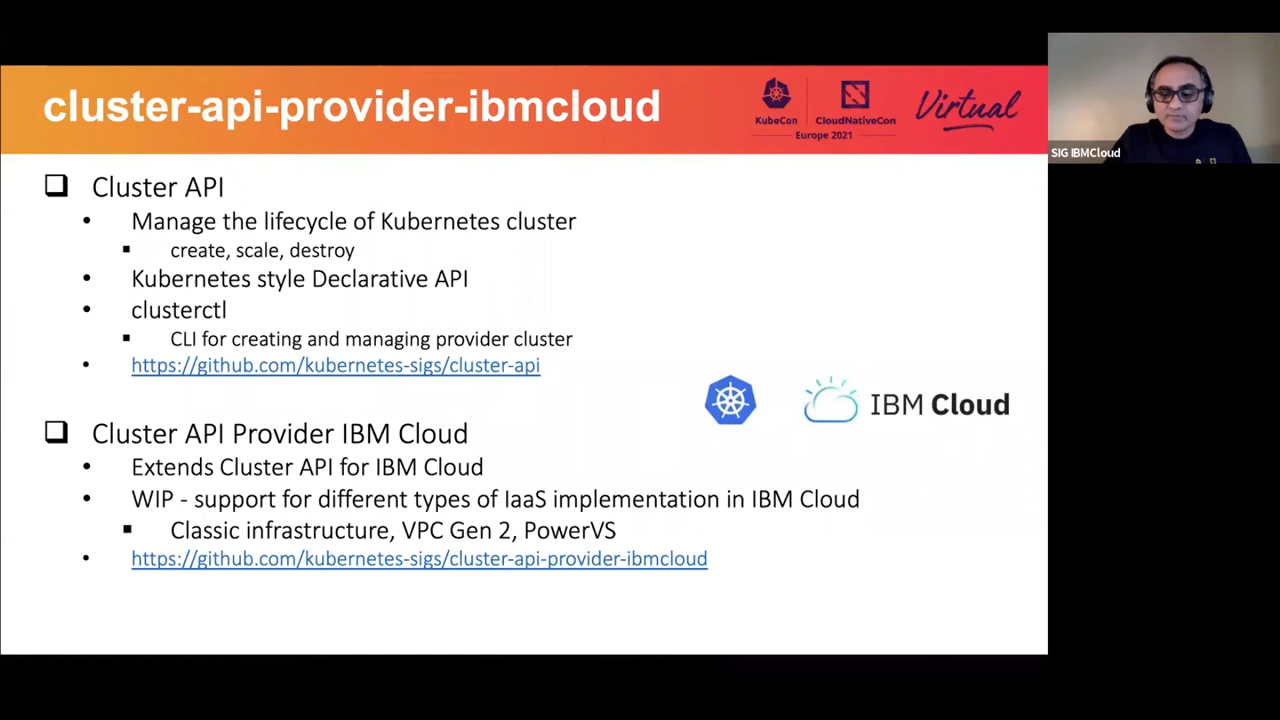 cluster-api-provider-ibmcloud
KubeCon
CloudNativeCon
Europe 2021
Virtual
SIG IBMCloud
Cluster API
Manage the lifecycle of Kubernetes cluster
create, scale, destroy
Kubernetes style Declarative API
clusterctl
CLI for creating and managing provider cluster
https://github.com/kubernetes-sigs/cluster-api
IBM Cloud
Cluster API Provider IBM Cloud
Extends Cluster API for IBM Cloud
WIP - support for different types of IaaS implementation in IBM Cloud
Classic infrastructure, VPC Gen 2, PowerVS
https://github.com/kubernetes-sigs/cluster-api-provider-ibmcloud